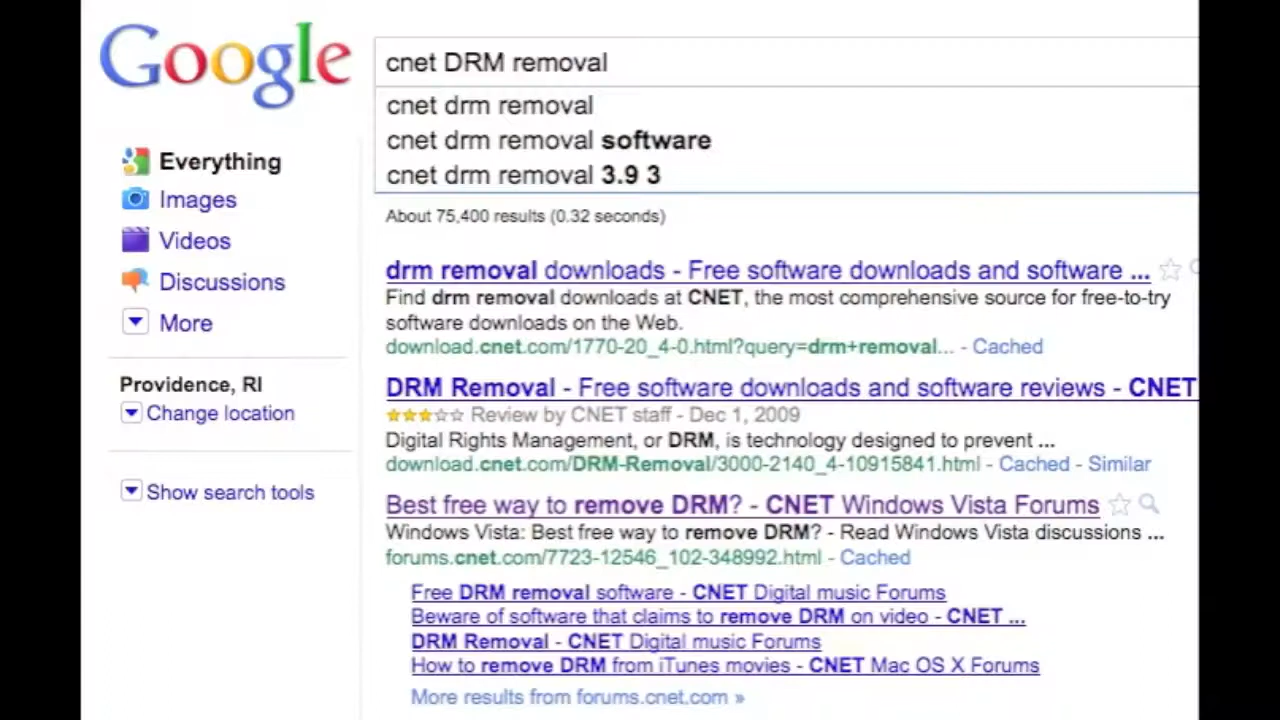 Google
cnet DRM removal
cnet drm removal
cnet drm removal software
cnet drm removal 3.9 3
Everything
Images
Videos
Discussions
More
Providence, RI
Change location
Show search tools
About 75,400 results (0.32 seconds)
drm removal downloads - Free software downloads and software ...
Find drm removal downloads at CNET, the most comprehensive source for free-to-try
software downloads on the Web.
download.cnet.com/1770-20_4-0.html?query=drm+removal... - Cached
DRM Removal - Free software downloads and software reviews - CNET
Review by CNET staff - Dec 1, 2009
Digital Rights Management, or DRM, is technology designed to prevent ...
download.cnet.com/DRM-Removal/3000-2140_4-10915841.html - Cached - Similar
Best free way to remove DRM? - CNET Windows Vista Forums
Windows Vista: Best free way to remove DRM? - Read Windows Vista discussions ...
forums.cnet.com/7723-12546_102-348992.html - Cached
Free DRM removal software - CNET Digital music Forums
Beware of software that claims to remove DRM on video - CNET ...
DRM Removal - CNET Digital music Forums
How to remove DRM from iTunes movies - CNET Mac OS X Forums
More results from forums.cnet.com »